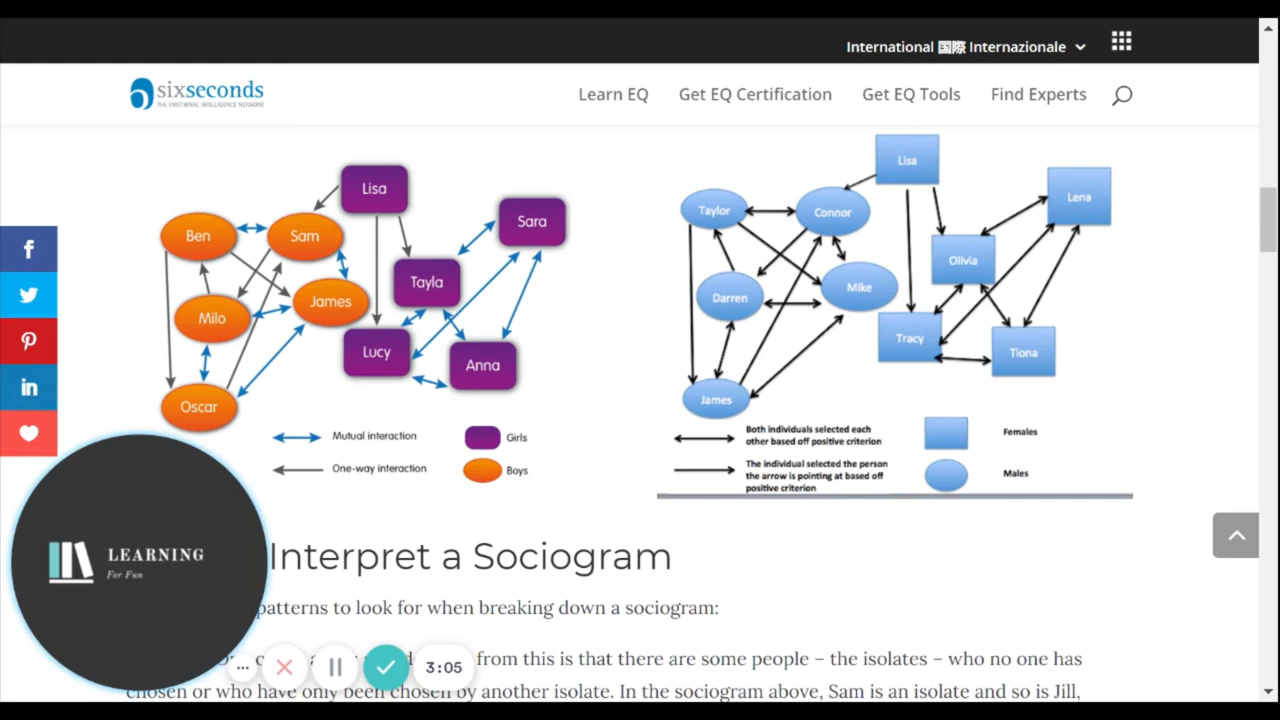 International 国際 Internazionale
sixseconds
THE EMOTIONAL INTELLIGENCE NETWORK
Learn EQ
Get EQ Certification
Get EQ Tools
Find Experts
Lisa
Ben
Sam
Sara
Tayla
James
Milo
Lucy
Anna
Oscar
Mutual interaction
Girls
One-way interaction
Boys
Lisa
Taylor
Connor
Lena
Olivia
Darren
Mike
Tracy
Tiona
James
Both individuals selected each
other based off positive criterion
Females
The individual selected the person
the arrow is pointing at based off
positive criterion
Males
Interpret a Sociogram
patterns to look for when breaking down a sociogram:
from this is that there are some people – the isolates – who no one has
chosen or who have only been chosen by another isolate. In the sociogram above, Sam is an isolate and so is Jill,
LEARNING
For Fun
3:05